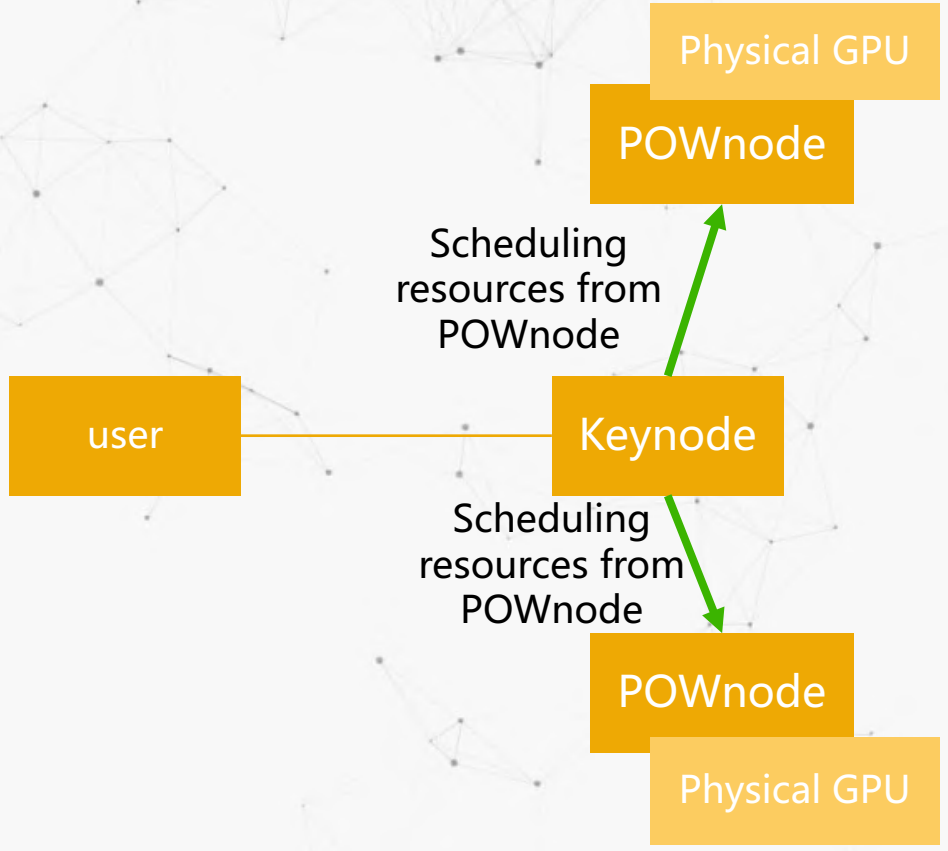 Physical GPU
POWnode
Scheduling
resources from
POWnode
user
Keynode
Scheduling
resources from
POWnode
POWnode
Physical GPU